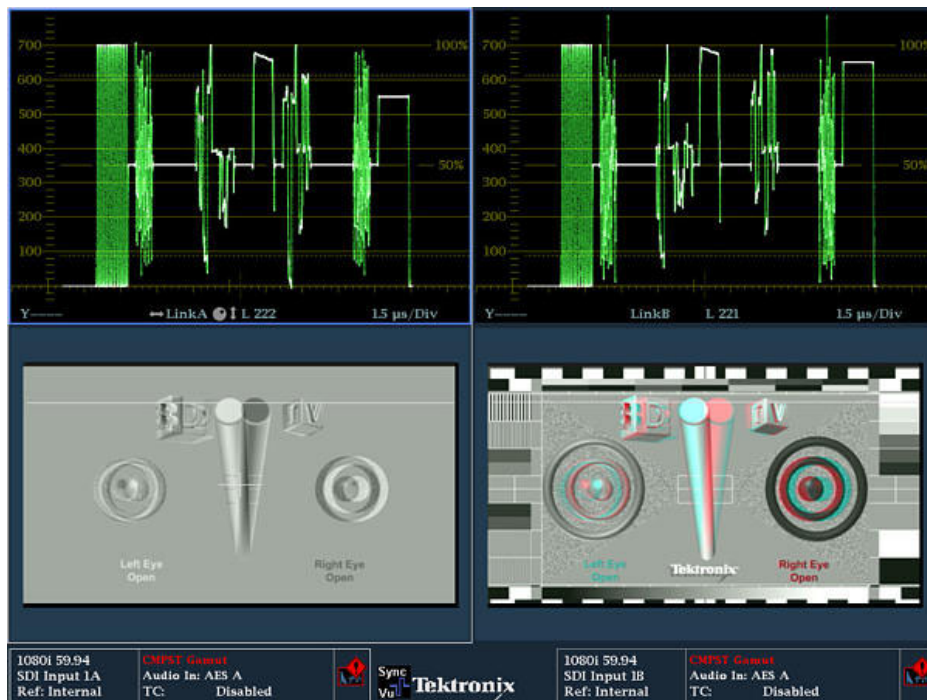 700
600
500
400
300
200
100
100%
50%
Y----
LinkA
L 222
1.5 µs/Div
700
600
500
400
300
200
100
100%
50%
Y----
LinkB
L 221
1.5 µs/Div
3D
TV
Left Eye
Open
Right Eye
Open
3D
TV
Left Eye
Open
Tektronix
Right Eye
Open
1080i 59.94
SDI Input 1A
Ref: Internal
CMPST Gamut
Audio In: AES A
TC: Disabled
Sync
Vu
Tektronix
1080i 59.94
SDI Input 1B
Ref: Internal
CMPST Gamut
Audio In: AES A
TC: Disabled